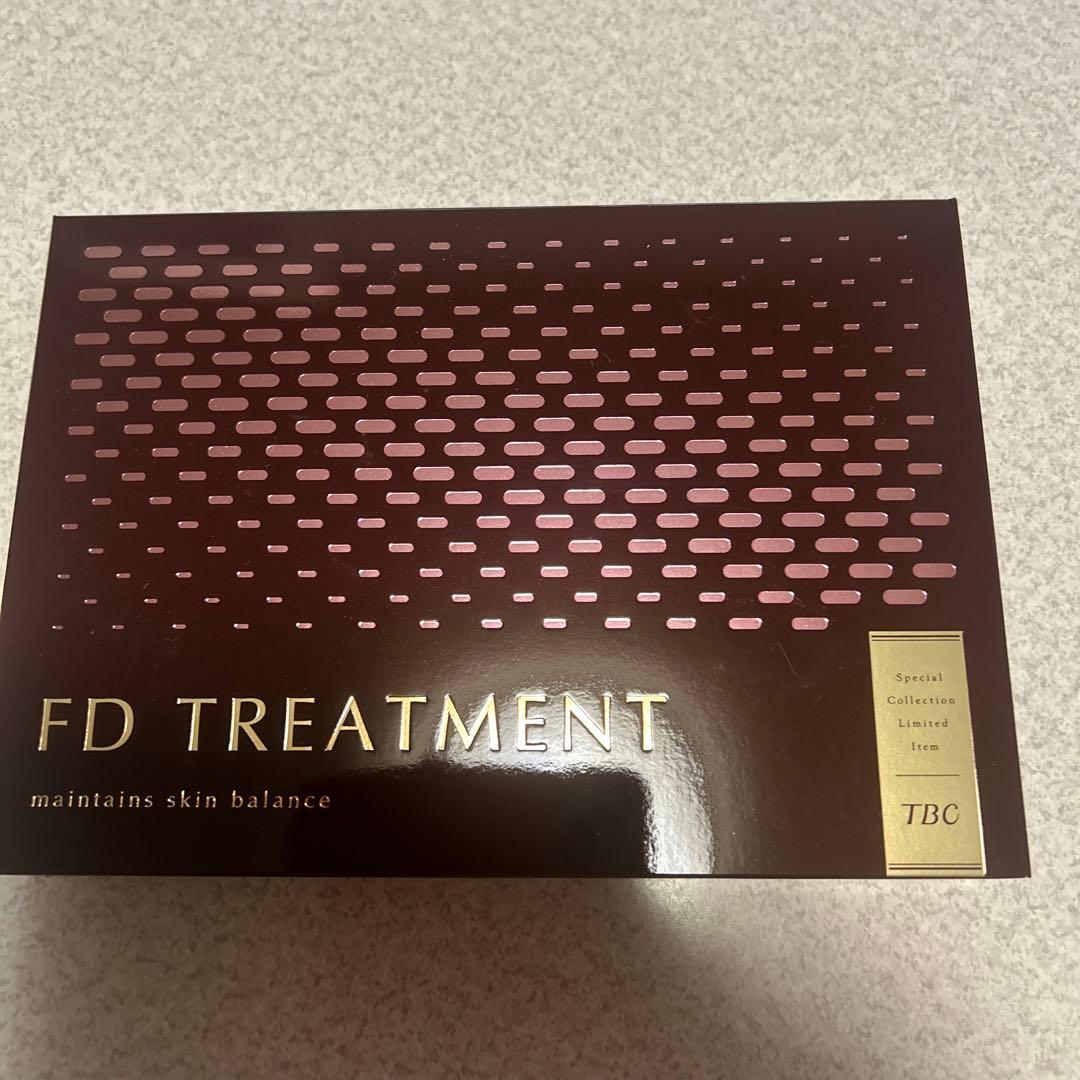 FD TREATMENT
maintains skin balance
Special
Collection
Limited
Item
TBC